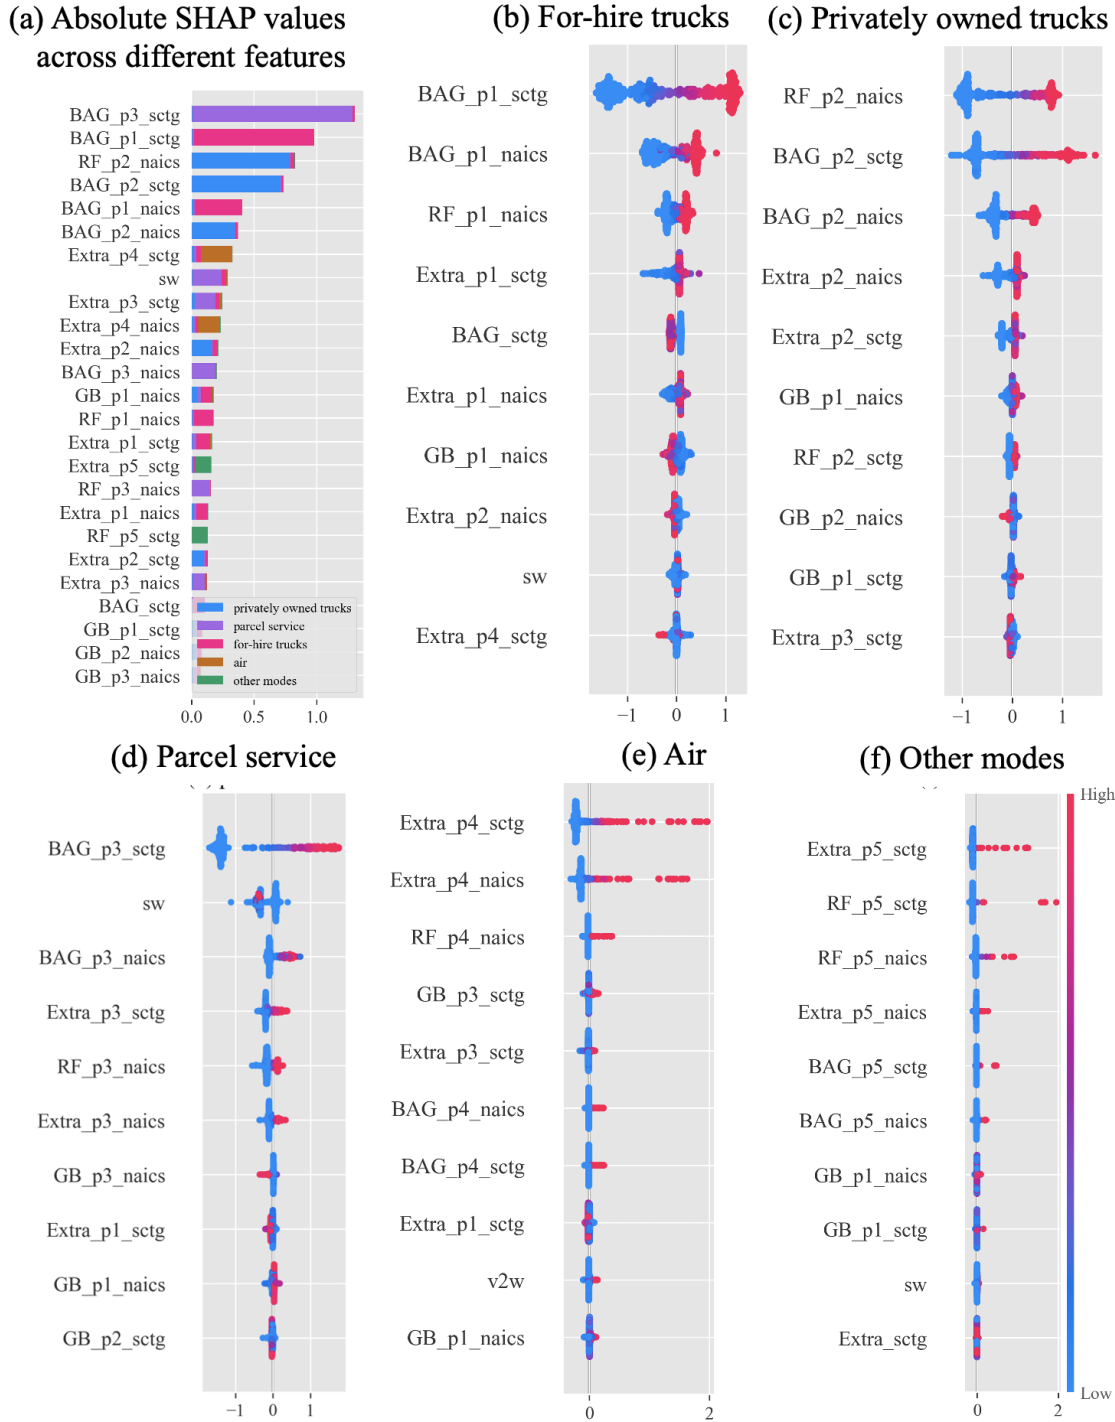 (a) Absolute SHAP values
across different features
BAG_p3_sctg
BAG_p1_sctg
RF_p2_naics
BAG_p2_sctg
BAG_p1_naics
BAG_p2_naics
Extra_p4_sctg
sw
Extra_p3_sctg
Extra_p4_naics
Extra_p2_naics
BAG_p3_naics
GB_p1_naics
RF_p1_naics
Extra_p1_sctg
Extra_p5_sctg
RF_p3_naics
Extra_p1_naics
RF_p5_sctg
Extra_p2_sctg
Extra_p3_naics
BAG_sctg
GB_p1_sctg
GB_p2_naics
GB_p3_naics
privately owned trucks
parcel service
for-hire trucks
air
other modes
0.0 0.5 1.0
(b) For-hire trucks
BAG_p1_sctg
BAG_p1_naics
RF_p1_naics
Extra_p1_sctg
BAG_sctg
Extra_p1_naics
GB_p1_naics
Extra_p2_naics
sw
Extra_p4_sctg
−1 0 1
(c) Privately owned trucks
RF_p2_naics
BAG_p2_sctg
BAG_p2_naics
Extra_p2_naics
Extra_p2_sctg
GB_p1_naics
RF_p2_sctg
GB_p2_naics
GB_p1_sctg
Extra_p3_sctg
−1 0 1
(d) Parcel service
BAG_p3_sctg
sw
BAG_p3_naics
Extra_p3_sctg
RF_p3_naics
Extra_p3_naics
GB_p3_naics
Extra_p1_sctg
GB_p1_naics
GB_p2_sctg
−1 0 1
(e) Air
Extra_p4_sctg
Extra_p4_naics
RF_p4_naics
GB_p3_sctg
Extra_p3_sctg
BAG_p4_naics
BAG_p4_sctg
Extra_p1_sctg
v2w
GB_p1_naics
0 2
(f) Other modes
Extra_p5_sctg
RF_p5_sctg
RF_p5_naics
Extra_p5_naics
BAG_p5_sctg
BAG_p5_naics
GB_p1_naics
GB_p1_sctg
sw
Extra_sctg
0 2
High
Low